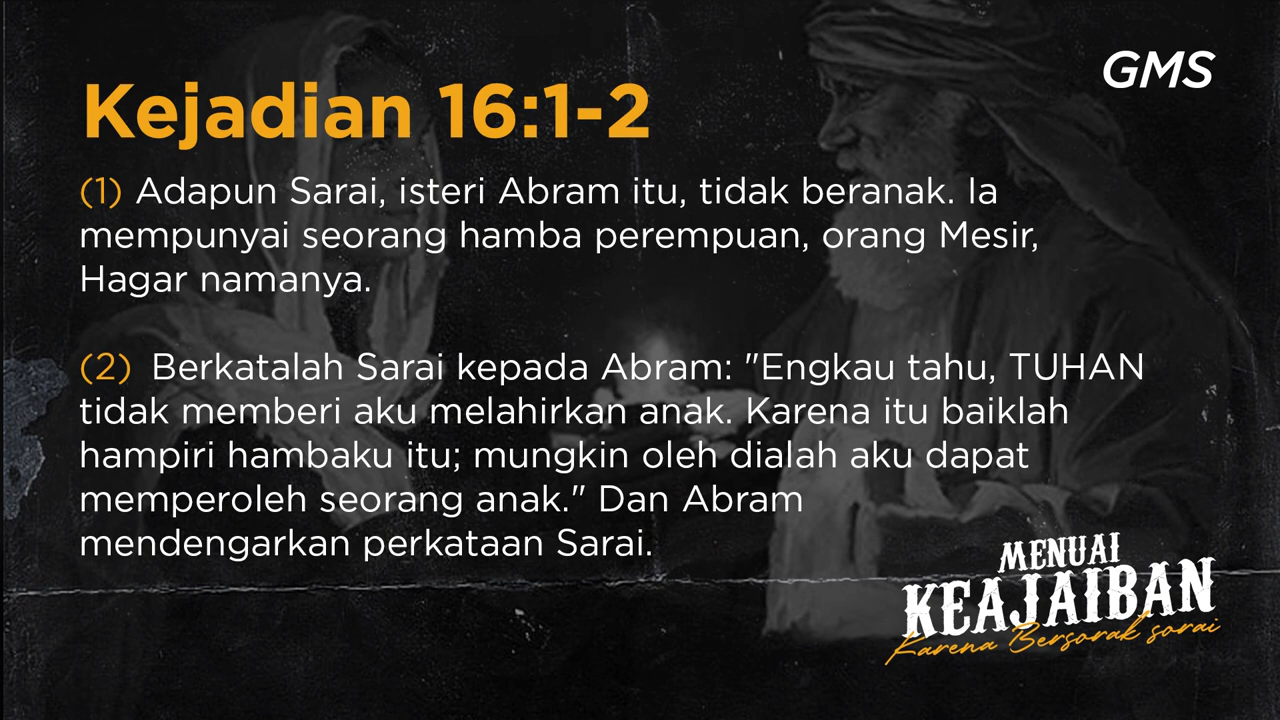 GMS
Kejadian 16:1-2
(1) Adapun Sarai, isteri Abram itu, tidak beranak. Ia
mempunyai seorang hamba perempuan, orang Mesir,
Hagar namanya.
(2) Berkatalah Sarai kepada Abram: "Engkau tahu, TUHAN
tidak memberi aku melahirkan anak. Karena itu baiklah
hampiri hambaku itu; mungkin oleh dialah aku dapat
memperoleh seorang anak." Dan Abram
mendengarkan perkataan Sarai.
MENUAI
KEAJAIBAN
Karena Bersorak sorai